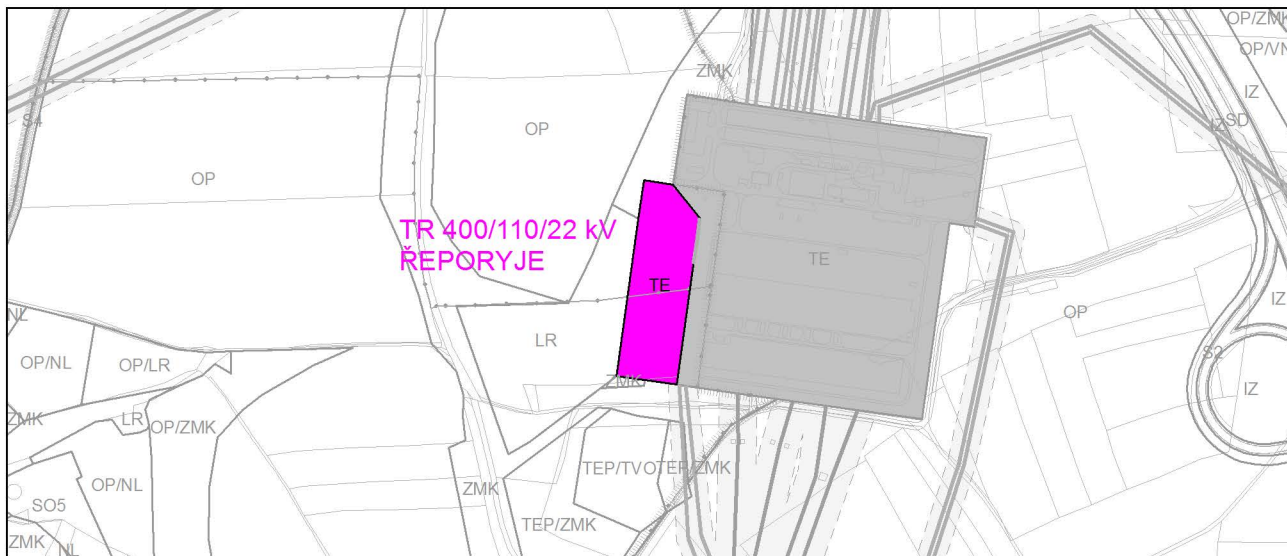 OP/ZMK
OP/VN
ZMK
IZ
IZ
SD
S4
OP
OP
TR 400/110/22 kV
ŘEPORYJE
TE
TE
OP
IZ
NL
OP/NL
OP/LR
LR
S2
ZMK
IZ
ZMK
LR
OP/ZMK
TEP/TVO
TEP/ZMK
OP/NL
ZMK
SO5
TEP/ZMK
ZMK
NL